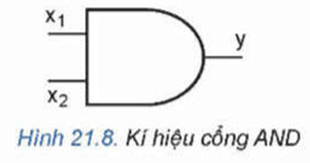 x₁
y
x₂
Hình 21.8. Kí hiệu cổng AND